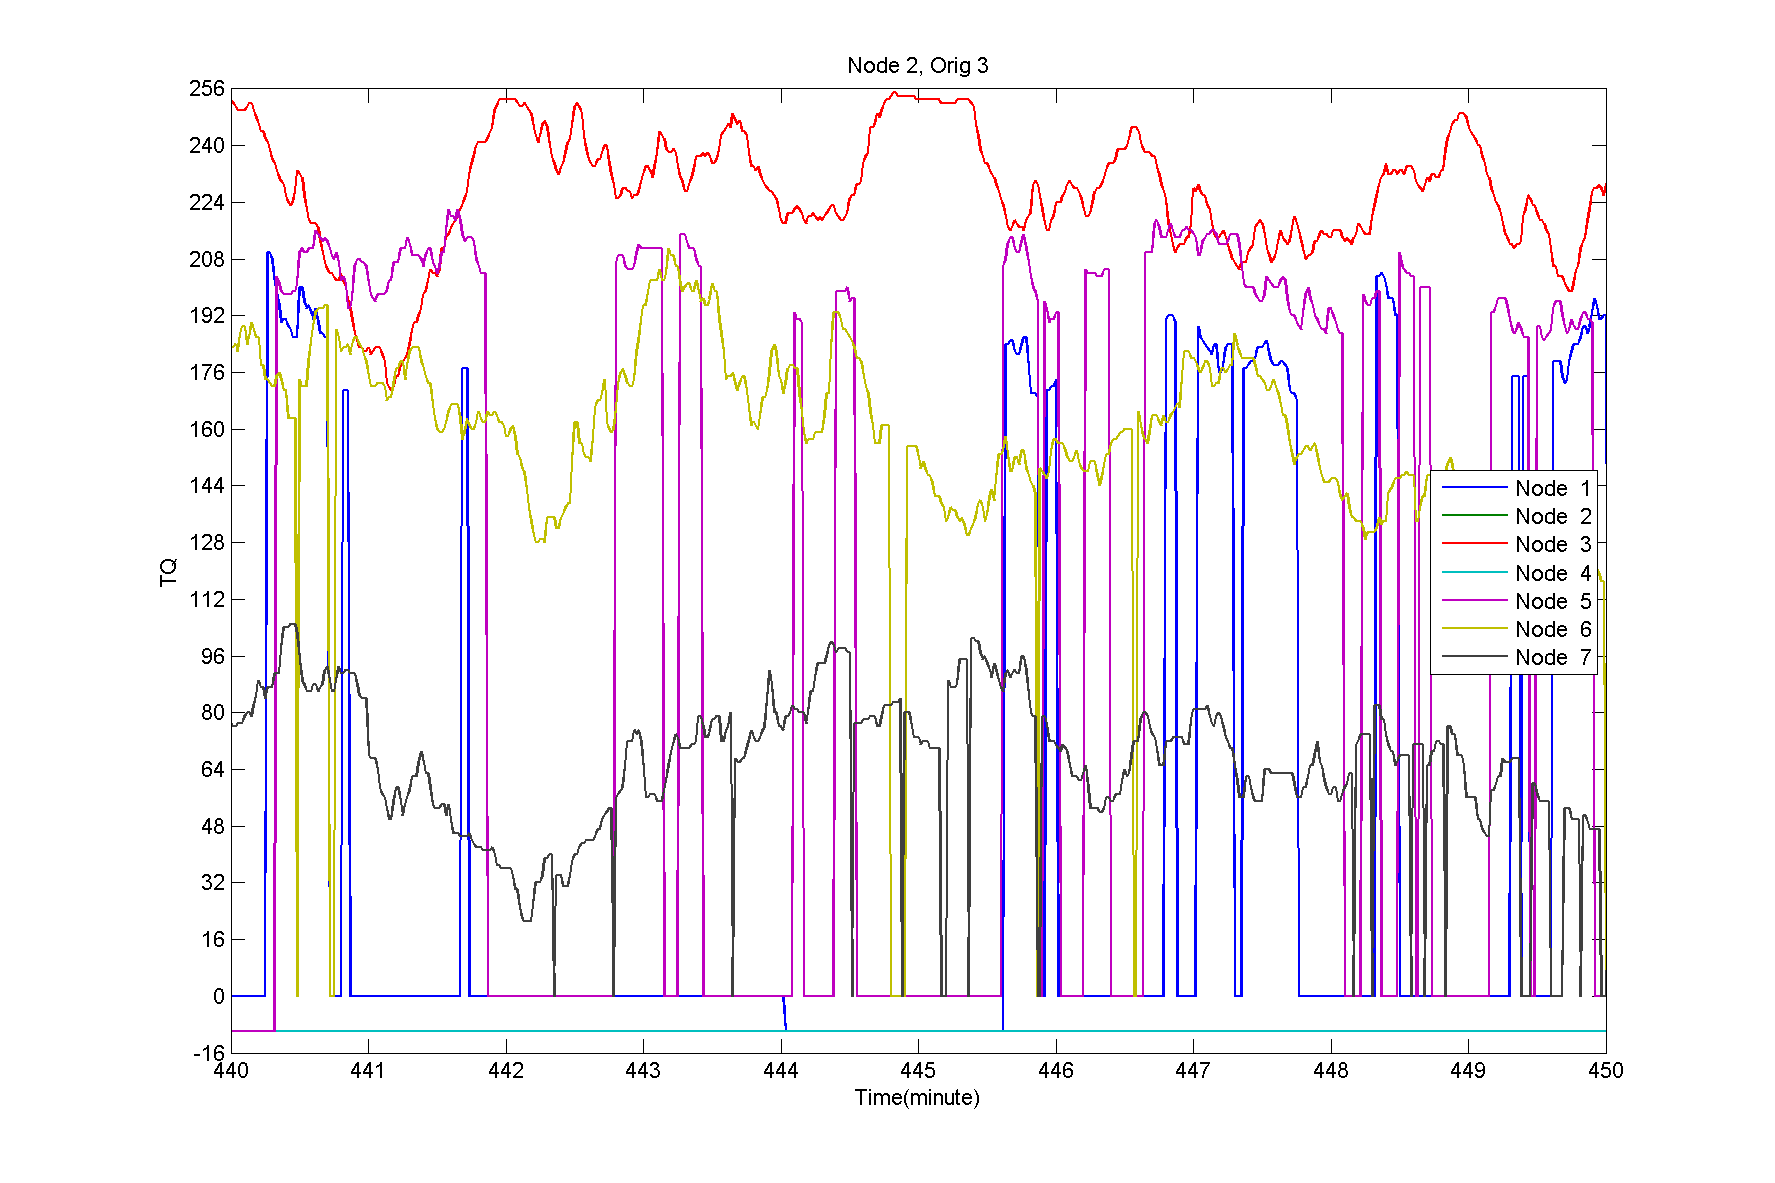 Node 2, Orig 3
256
240
224
208
192
176
160
144
128
112
96
80
64
48
32
16
0
-16
TQ
Node 1
Node 2
Node 3
Node 4
Node 5
Node 6
Node 7
440 441 442 443 444 445 446 447 448 449 450
Time(minute)